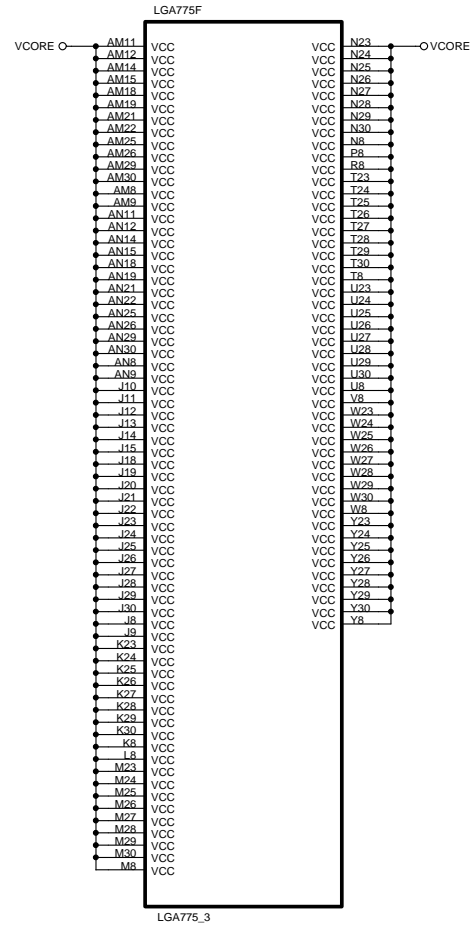 LGA775F
VCORE AM11 VCC VCC N23 VCORE
AM12 VCC VCC N24
AM14 VCC VCC N25
AM15 VCC VCC N26
AM18 VCC VCC N27
AM19 VCC VCC N28
AM21 VCC VCC N29
AM22 VCC VCC N30
AM25 VCC VCC N8
AM26 VCC VCC P8
AM29 VCC VCC R8
AM30 VCC VCC T23
AM8 VCC VCC T24
AM9 VCC VCC T25
AN11 VCC VCC T26
AN12 VCC VCC T27
AN14 VCC VCC T28
AN15 VCC VCC T29
AN18 VCC VCC T30
AN19 VCC VCC T8
AN21 VCC VCC U23
AN22 VCC VCC U24
AN25 VCC VCC U25
AN26 VCC VCC U26
AN29 VCC VCC U27
AN30 VCC VCC U28
AN8 VCC VCC U29
AN9 VCC VCC U30
J10 VCC VCC U8
J11 VCC VCC V8
J12 VCC VCC W23
J13 VCC VCC W24
J14 VCC VCC W25
J15 VCC VCC W26
J18 VCC VCC W27
J19 VCC VCC W28
J20 VCC VCC W29
J21 VCC VCC W30
J22 VCC VCC W8
J23 VCC VCC Y23
J24 VCC VCC Y24
J25 VCC VCC Y25
J26 VCC VCC Y26
J27 VCC VCC Y27
J28 VCC VCC Y28
J29 VCC VCC Y29
J30 VCC VCC Y30
J8 VCC VCC Y8
J9 VCC
K23 VCC
K24 VCC
K25 VCC
K26 VCC
K27 VCC
K28 VCC
K29 VCC
K30 VCC
K8 VCC
L8 VCC
M23 VCC
M24 VCC
M25 VCC
M26 VCC
M27 VCC
M28 VCC
M29 VCC
M30 VCC
M8 VCC
LGA775_3